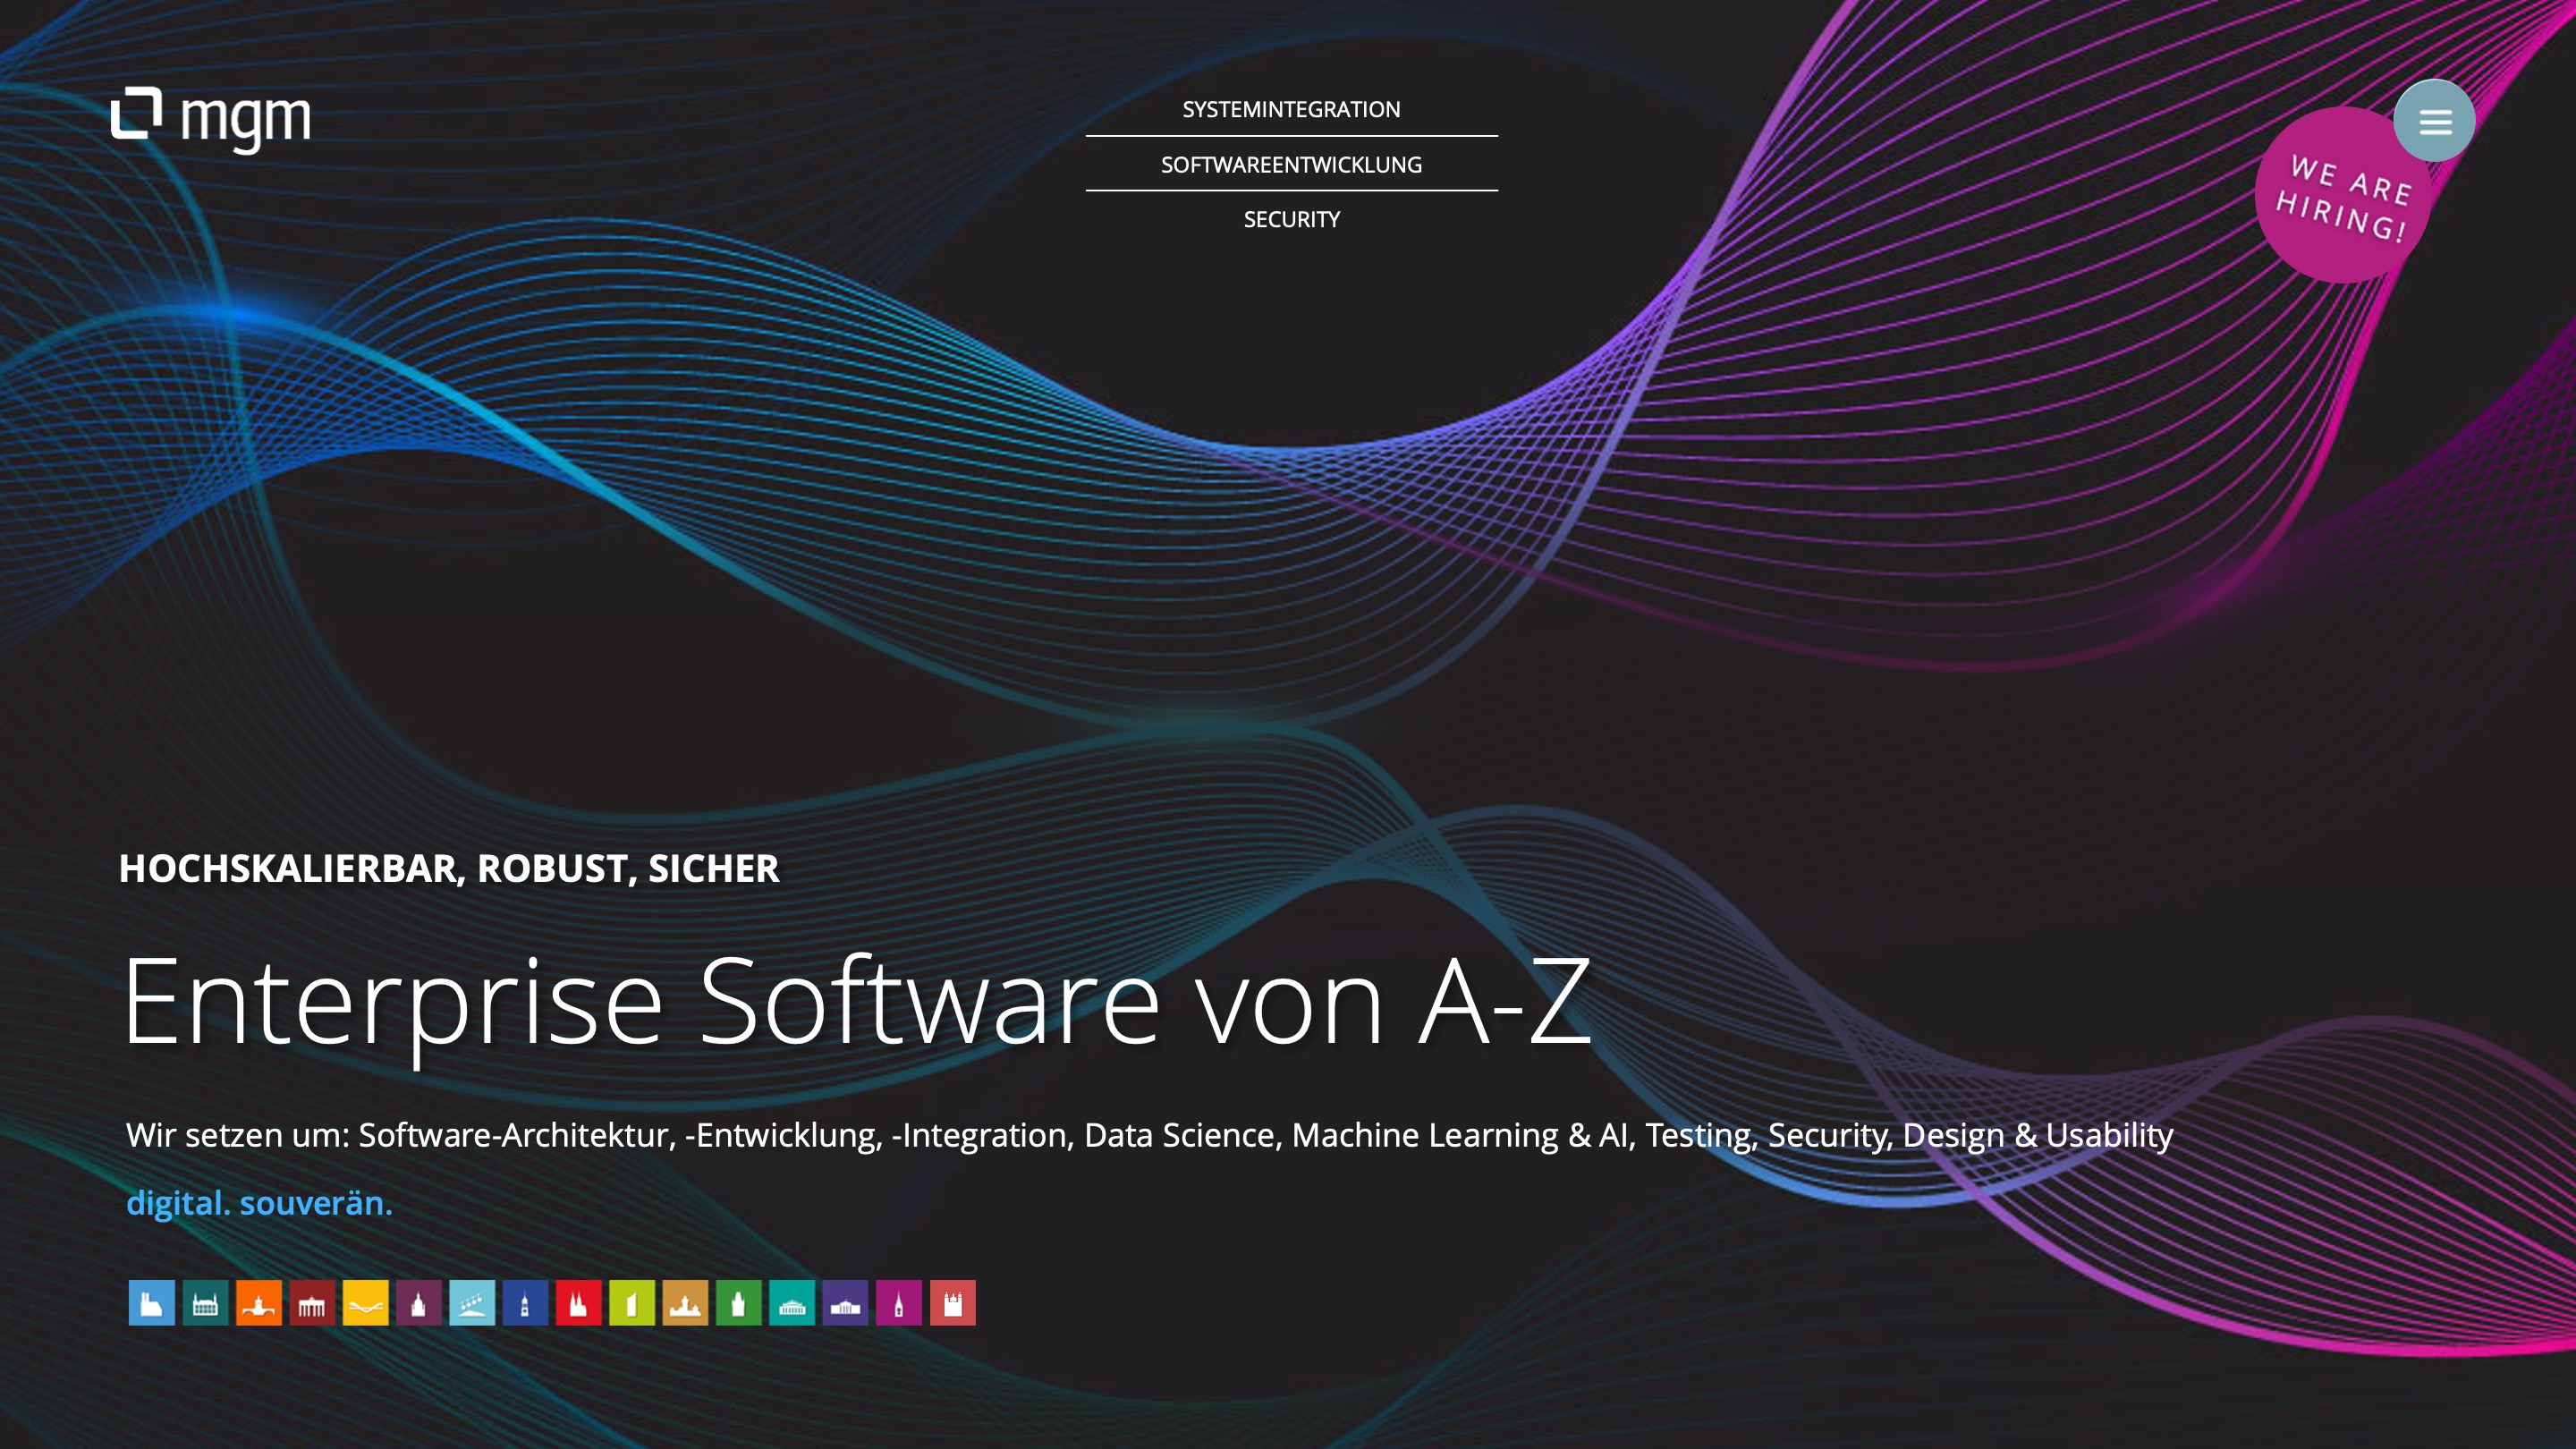 mgm
SYSTEMINTEGRATION
SOFTWAREENTWICKLUNG
SECURITY
WE ARE
HIRING!
HOCHSKALIERBAR, ROBUST, SICHER
Enterprise Software von A-Z
Wir setzen um: Software-Architektur, -Entwicklung, -Integration, Data Science, Machine Learning & AI, Testing, Security, Design & Usability
digital. souverän.